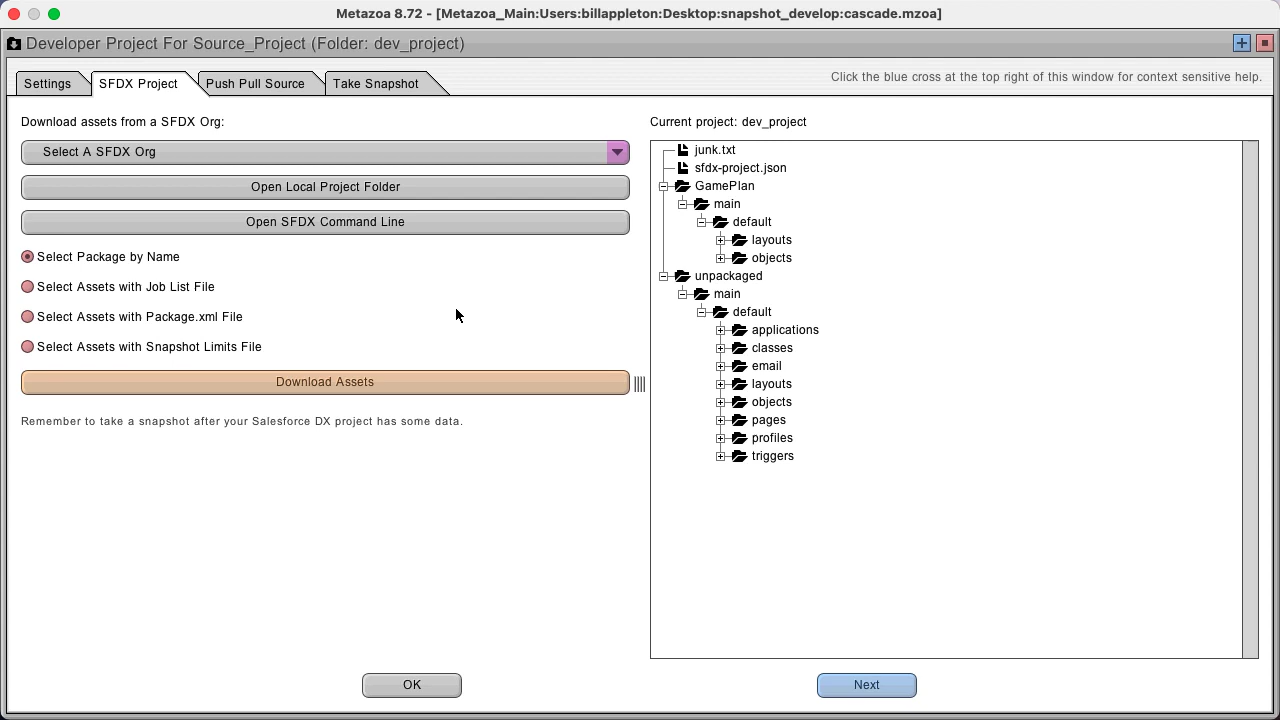 Metazoa 8.72 - [Metazoa_Main:Users:billappleton:Desktop:snapshot_develop:cascade.mzoa]
Developer Project For Source_Project (Folder: dev_project)
Settings
SFDX Project
Push Pull Source
Take Snapshot
Click the blue cross at the top right of this window for context sensitive help.
Download assets from a SFDX Org:
Select A SFDX Org
Open Local Project Folder
Open SFDX Command Line
Select Package by Name
Select Assets with Job List File
Select Assets with Package.xml File
Select Assets with Snapshot Limits File
Download Assets
Remember to take a snapshot after your Salesforce DX project has some data.
Current project: dev_project
junk.txt
sfdx-project.json
GamePlan
main
default
layouts
objects
unpackaged
main
default
applications
classes
email
layouts
objects
pages
profiles
triggers
OK
Next